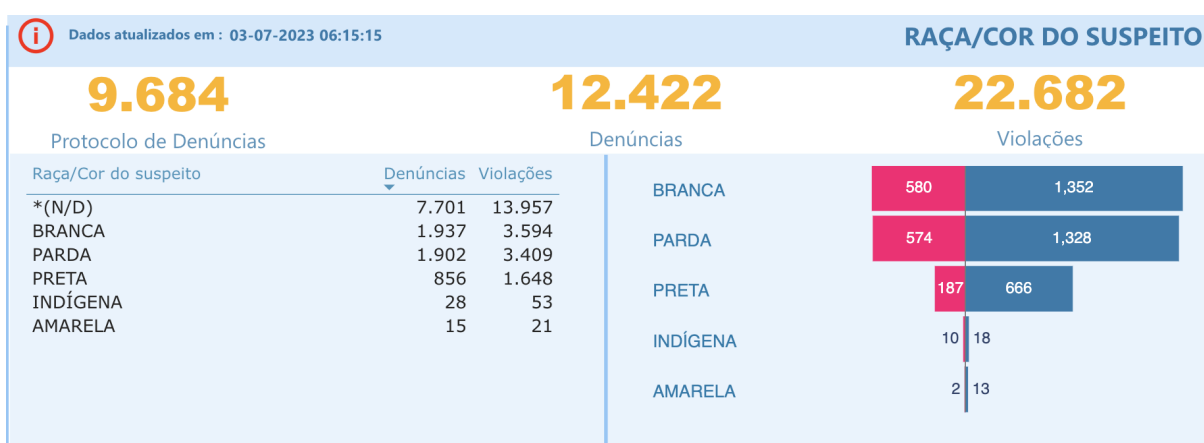 i
Dados atualizados em : 03-07-2023 06:15:15
RAÇA/COR DO SUSPEITO
9.684
12.422
22.682
Protocolo de Denúncias
Denúncias
Violações
Raça/Cor do suspeito Denúncias Violações
*(N/D) 7.701 13.957
BRANCA 1.937 3.594
PARDA 1.902 3.409
PRETA 856 1.648
INDÍGENA 28 53
AMARELA 15 21
BRANCA 580 1,352
PARDA 574 1,328
PRETA 187 666
INDÍGENA 10 18
AMARELA 2 13